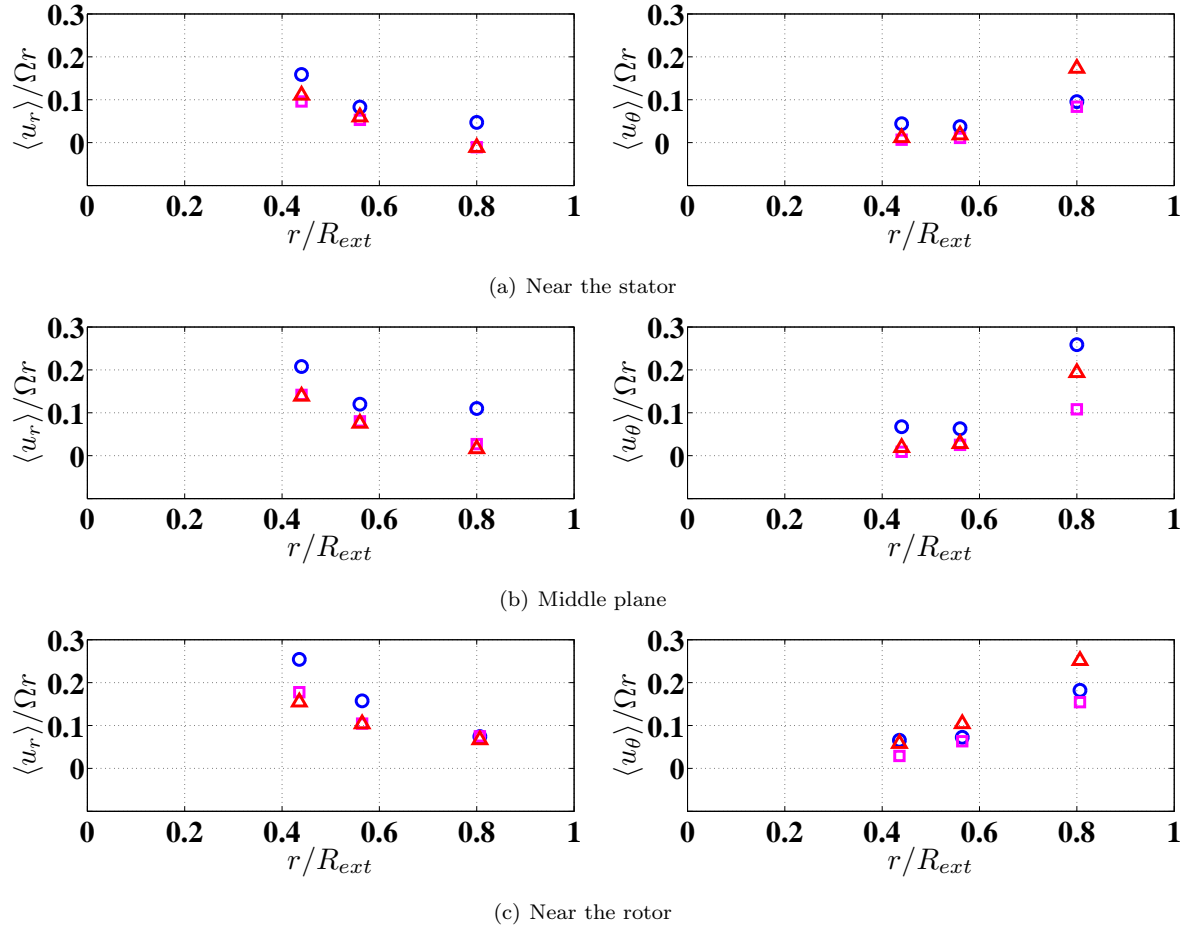 0.3 0.3
0.2 0.2
0.1 0.1
0 0
⟨u_r⟩/Ωr ⟨u_θ⟩/Ωr
0 0.2 0.4 0.6 0.8 1 0 0.2 0.4 0.6 0.8 1
r/R_ext r/R_ext
(a) Near the stator
0.3 0.3
0.2 0.2
0.1 0.1
0 0
⟨u_r⟩/Ωr ⟨u_θ⟩/Ωr
0 0.2 0.4 0.6 0.8 1 0 0.2 0.4 0.6 0.8 1
r/R_ext r/R_ext
(b) Middle plane
0.3 0.3
0.2 0.2
0.1 0.1
0 0
⟨u_r⟩/Ωr ⟨u_θ⟩/Ωr
0 0.2 0.4 0.6 0.8 1 0 0.2 0.4 0.6 0.8 1
r/R_ext r/R_ext
(c) Near the rotor